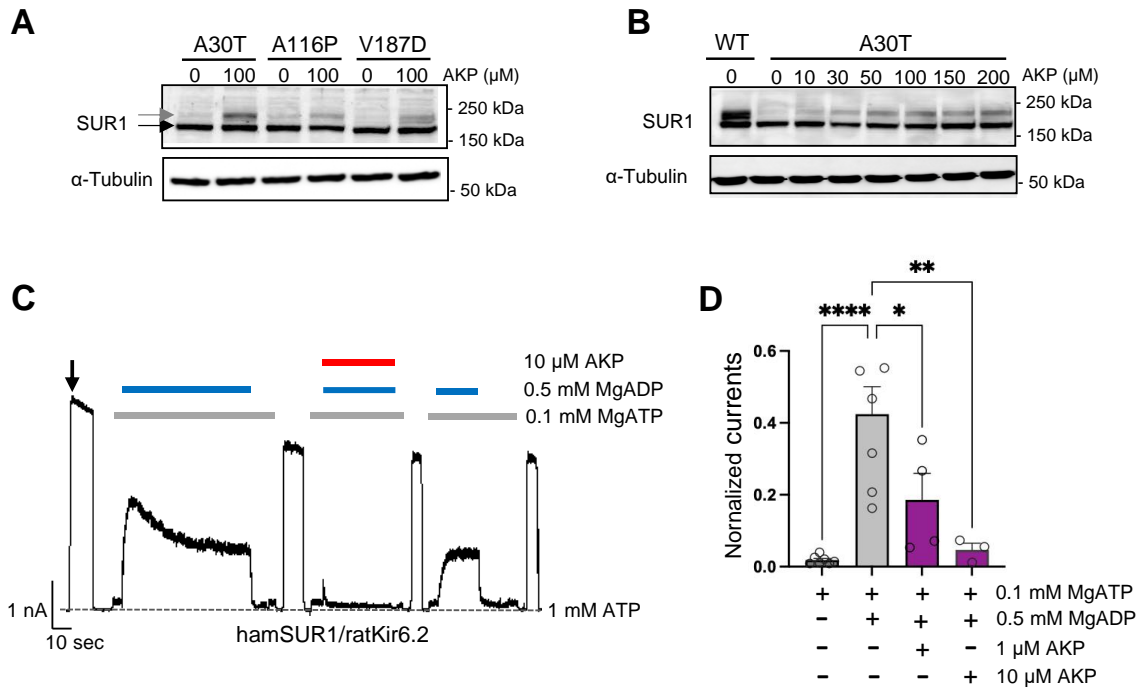 A
A30T A116P V187D
0 100 0 100 0 100 AKP (µM)
SUR1
- 250 kDa
- 150 kDa
α-Tubulin
- 50 kDa
B
WT A30T
0 0 10 30 50 100 150 200 (µM)
AKP
SUR1
- 250 kDa
- 150 kDa
α-Tubulin
- 50 kDa
C
10 µM AKP
0.5 mM MgADP
0.1 mM MgATP
1 nA
10 sec
1 mM ATP
hamSUR1/ratKir6.2
D
**
**** *
Nornalized currents
0.6
0.4
0.2
0.0
+ + + + 0.1 mM MgATP
- + + + 0.5 mM MgADP
- - + - 1 µM AKP
- - - + 10 µM AKP